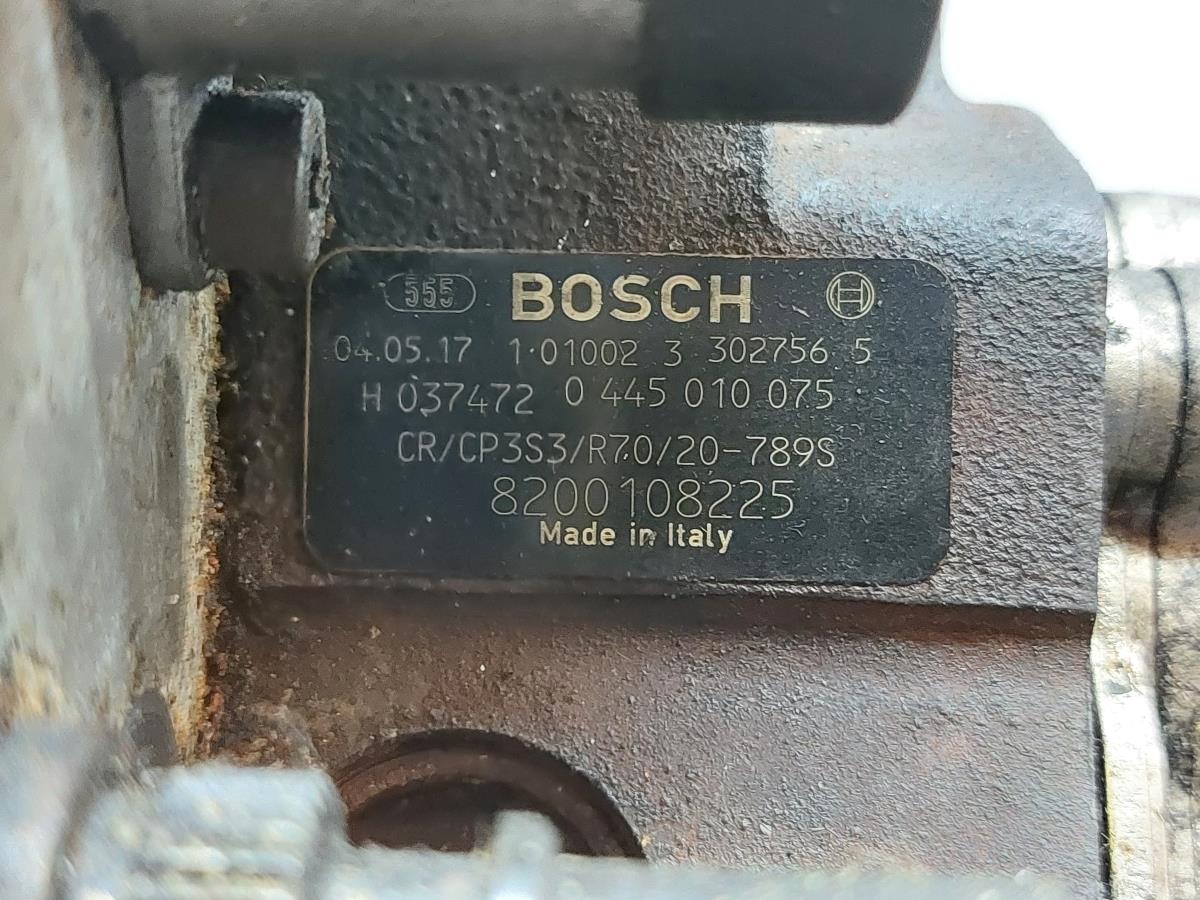 555 BOSCH
04.05.17 1·01002 3 302756 5
H 037472 0 445 010 075
CR/CP3S3/R70/20-789S
8200108225
Made in Italy